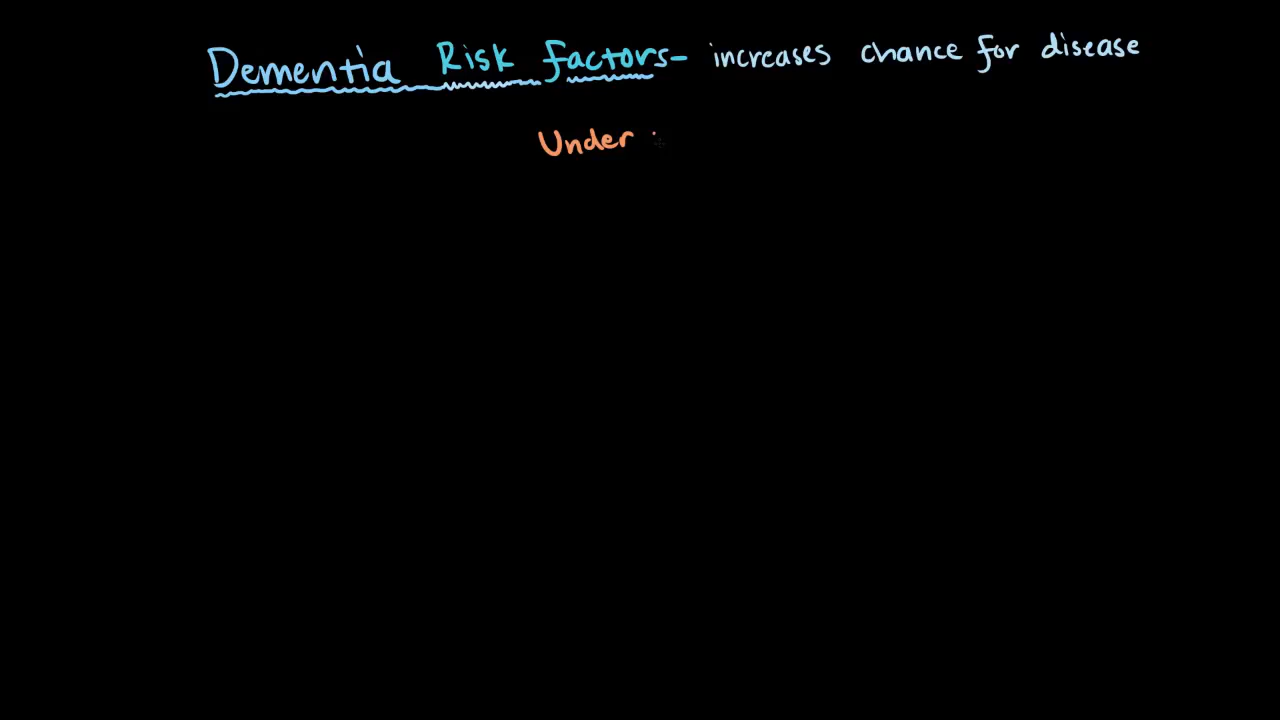 Dementia Risk factors- increases chance for disease
Under